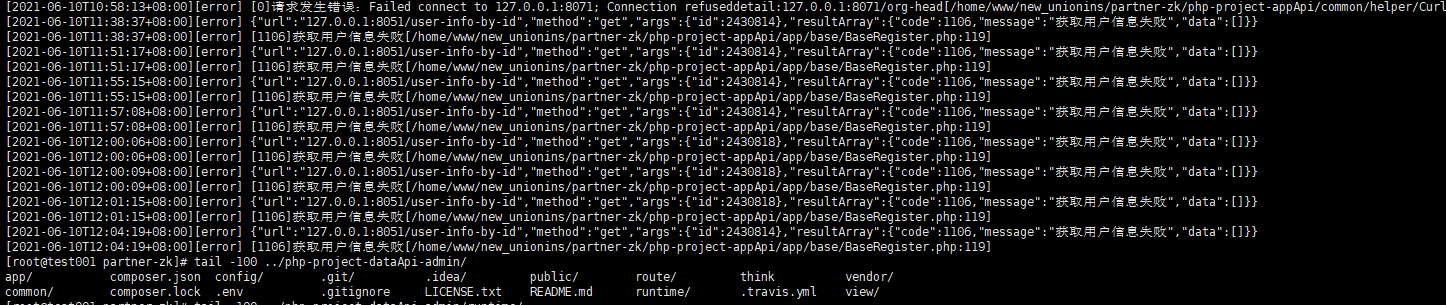 [2021-06-10T10:58:13+08:00][error] [0]请求发生错误：Failed connect to 127.0.0.1:8071; Connection refuseddetail:127.0.0.1:8071/org-head[/home/www/new_unionins/partner-zk/php-project-appApi/common/helper/Curl
[2021-06-10T11:38:37+08:00][error] {"url":"127.0.0.1:8051/user-info-by-id","method":"get","args":{"id":2430814},"resultArray":{"code":1106,"message":"获取用户信息失败","data":[]}}
[2021-06-10T11:38:37+08:00][error] [1106]获取用户信息失败[/home/www/new_unionins/partner-zk/php-project-appApi/app/base/BaseRegister.php:119]
[2021-06-10T11:51:17+08:00][error] {"url":"127.0.0.1:8051/user-info-by-id","method":"get","args":{"id":2430814},"resultArray":{"code":1106,"message":"获取用户信息失败","data":[]}}
[2021-06-10T11:51:17+08:00][error] [1106]获取用户信息失败[/home/www/new_unionins/partner-zk/php-project-appApi/app/base/BaseRegister.php:119]
[2021-06-10T11:55:15+08:00][error] {"url":"127.0.0.1:8051/user-info-by-id","method":"get","args":{"id":2430814},"resultArray":{"code":1106,"message":"获取用户信息失败","data":[]}}
[2021-06-10T11:55:15+08:00][error] [1106]获取用户信息失败[/home/www/new_unionins/partner-zk/php-project-appApi/app/base/BaseRegister.php:119]
[2021-06-10T11:57:08+08:00][error] {"url":"127.0.0.1:8051/user-info-by-id","method":"get","args":{"id":2430814},"resultArray":{"code":1106,"message":"获取用户信息失败","data":[]}}
[2021-06-10T11:57:08+08:00][error] [1106]获取用户信息失败[/home/www/new_unionins/partner-zk/php-project-appApi/app/base/BaseRegister.php:119]
[2021-06-10T12:00:06+08:00][error] {"url":"127.0.0.1:8051/user-info-by-id","method":"get","args":{"id":2430818},"resultArray":{"code":1106,"message":"获取用户信息失败","data":[]}}
[2021-06-10T12:00:06+08:00][error] [1106]获取用户信息失败[/home/www/new_unionins/partner-zk/php-project-appApi/app/base/BaseRegister.php:119]
[2021-06-10T12:00:09+08:00][error] {"url":"127.0.0.1:8051/user-info-by-id","method":"get","args":{"id":2430818},"resultArray":{"code":1106,"message":"获取用户信息失败","data":[]}}
[2021-06-10T12:00:09+08:00][error] [1106]获取用户信息失败[/home/www/new_unionins/partner-zk/php-project-appApi/app/base/BaseRegister.php:119]
[2021-06-10T12:01:15+08:00][error] {"url":"127.0.0.1:8051/user-info-by-id","method":"get","args":{"id":2430818},"resultArray":{"code":1106,"message":"获取用户信息失败","data":[]}}
[2021-06-10T12:01:15+08:00][error] [1106]获取用户信息失败[/home/www/new_unionins/partner-zk/php-project-appApi/app/base/BaseRegister.php:119]
[2021-06-10T12:04:19+08:00][error] {"url":"127.0.0.1:8051/user-info-by-id","method":"get","args":{"id":2430814},"resultArray":{"code":1106,"message":"获取用户信息失败","data":[]}}
[2021-06-10T12:04:19+08:00][error] [1106]获取用户信息失败[/home/www/new_unionins/partner-zk/php-project-appApi/app/base/BaseRegister.php:119]
[root@test001 partner-zk]# tail -100 ../php-project-dataApi-admin/
app/ composer.json config/ .git/ .idea/ public/ route/ think vendor/
common/ composer.lock .env .gitignore LICENSE.txt README.md runtime/ .travis.yml view/
[root@test001 partner-zk]# tail -100 ../php-project-dataApi-admin/runtime/